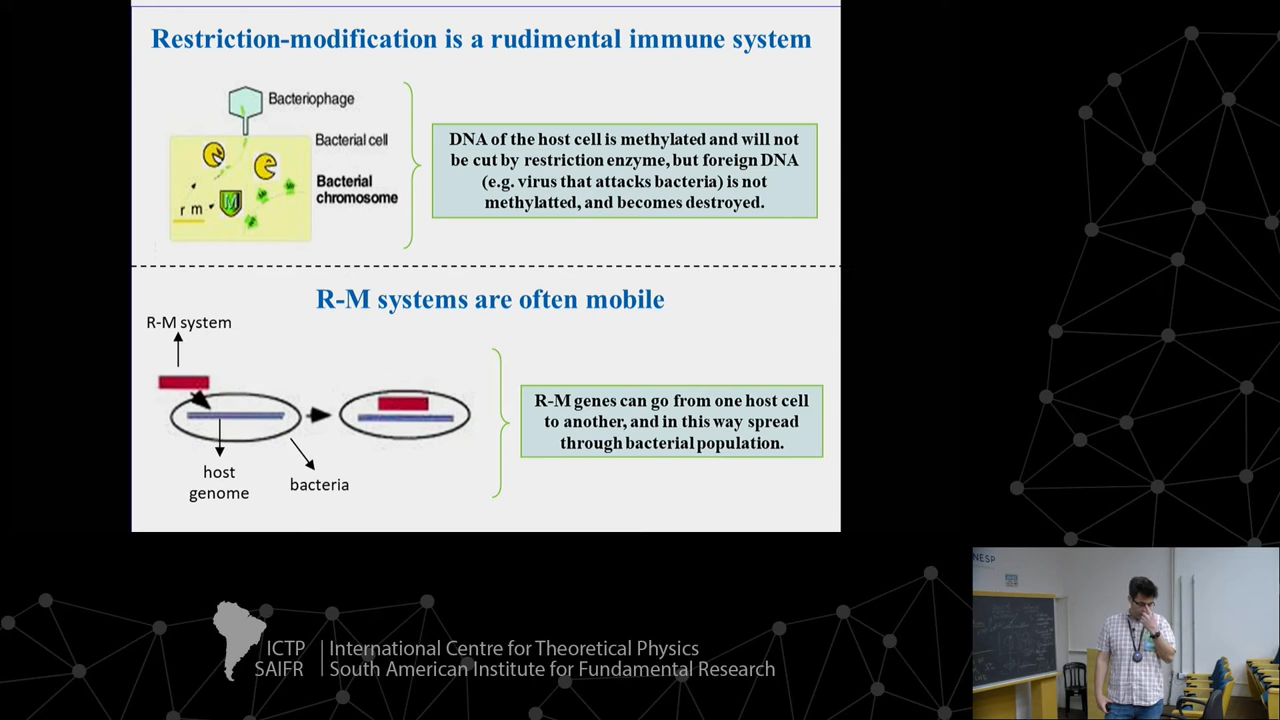 Restriction-modification is a rudimental immune system
Bacteriophage
Bacterial cell
Bacterial
chromosome
r m
M
DNA of the host cell is methylated and will not
be cut by restriction enzyme, but foreign DNA
(e.g. virus that attacks bacteria) is not
methylatted, and becomes destroyed.
R-M systems are often mobile
R-M system
host
genome
bacteria
R-M genes can go from one host cell
to another, and in this way spread
through bacterial population.
ICTP
SAIFR
International Centre for Theoretical Physics
South American Institute for Fundamental Research
NESP